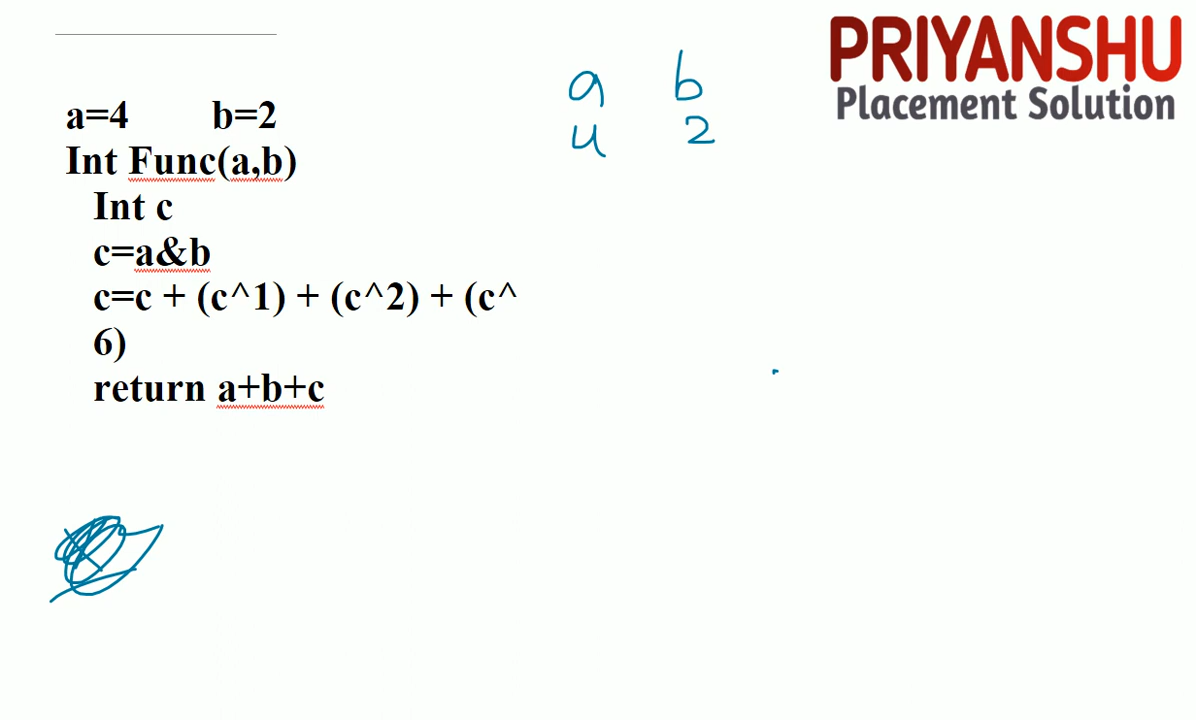 PRIYANSHU
Placement Solution
a b
4 2
a=4 b=2
Int Func(a,b)
Int c
c=a&b
c=c + (c^1) + (c^2) + (c^
6)
return a+b+c